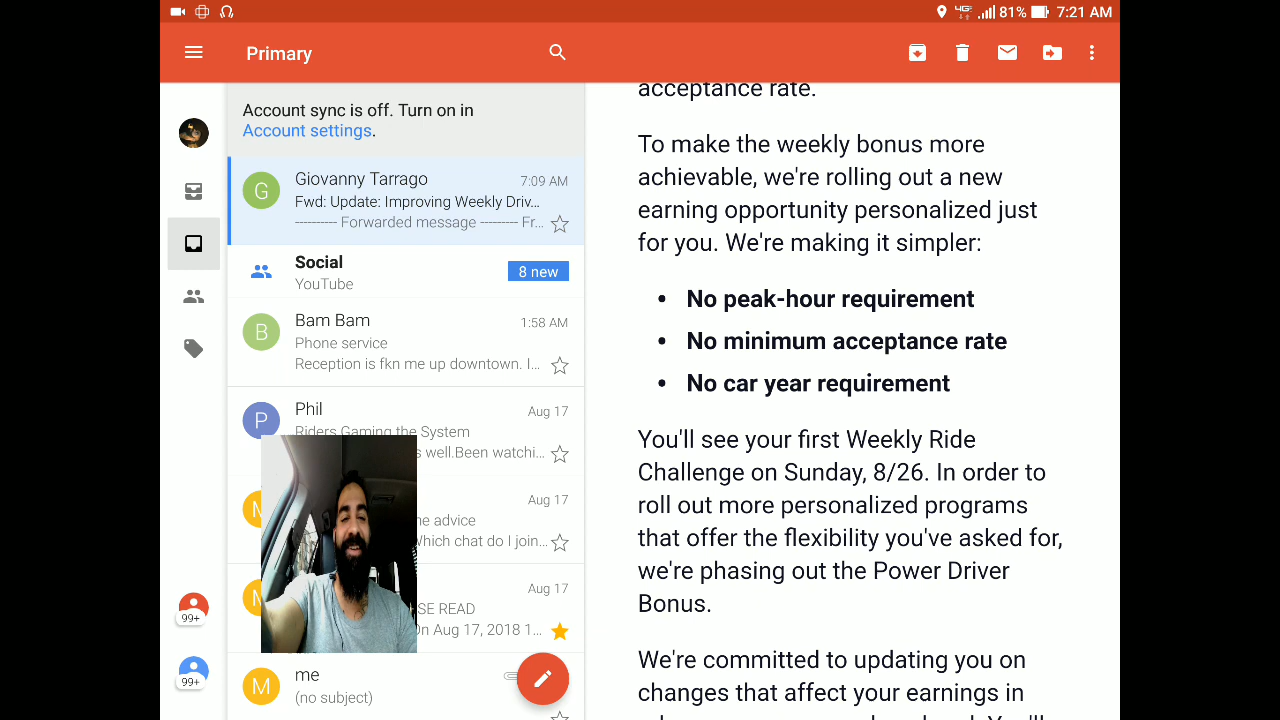 4G
81%
7:21 AM
Primary
Account sync is off. Turn on in
Account settings.
G
Giovanny Tarrago
7:09 AM
Fwd: Update: Improving Weekly Driv...
---------- Forwarded message --------- Fr...
Social
8 new
YouTube
B
Bam Bam
1:58 AM
Phone service
Reception is fkn me up downtown. I...
P
Phil
Aug 17
Riders Gaming the System
s well.Been watchi...
Aug 17
e advice
hich chat do I join...
Aug 17
SE READ
On Aug 17, 2018 1...
M
me
(no subject)
99+
99+
acceptance rate.
To make the weekly bonus more
achievable, we're rolling out a new
earning opportunity personalized just
for you. We're making it simpler:
• No peak-hour requirement
• No minimum acceptance rate
• No car year requirement
You'll see your first Weekly Ride
Challenge on Sunday, 8/26. In order to
roll out more personalized programs
that offer the flexibility you've asked for,
we're phasing out the Power Driver
Bonus.
We're committed to updating you on
changes that affect your earnings in